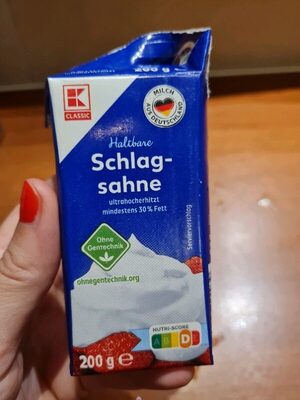 200 g e
K
CLASSIC
MILCH
AUS DEUTSCHLAND
Haltbare
Schlag-
sahne
ultrahocherhitzt
mindestens 30 % Fett
Ohne
Gentechnik
ohnegentechnik.org
Serviervorschlag
NUTRI-SCORE
A B C D E
200 g e